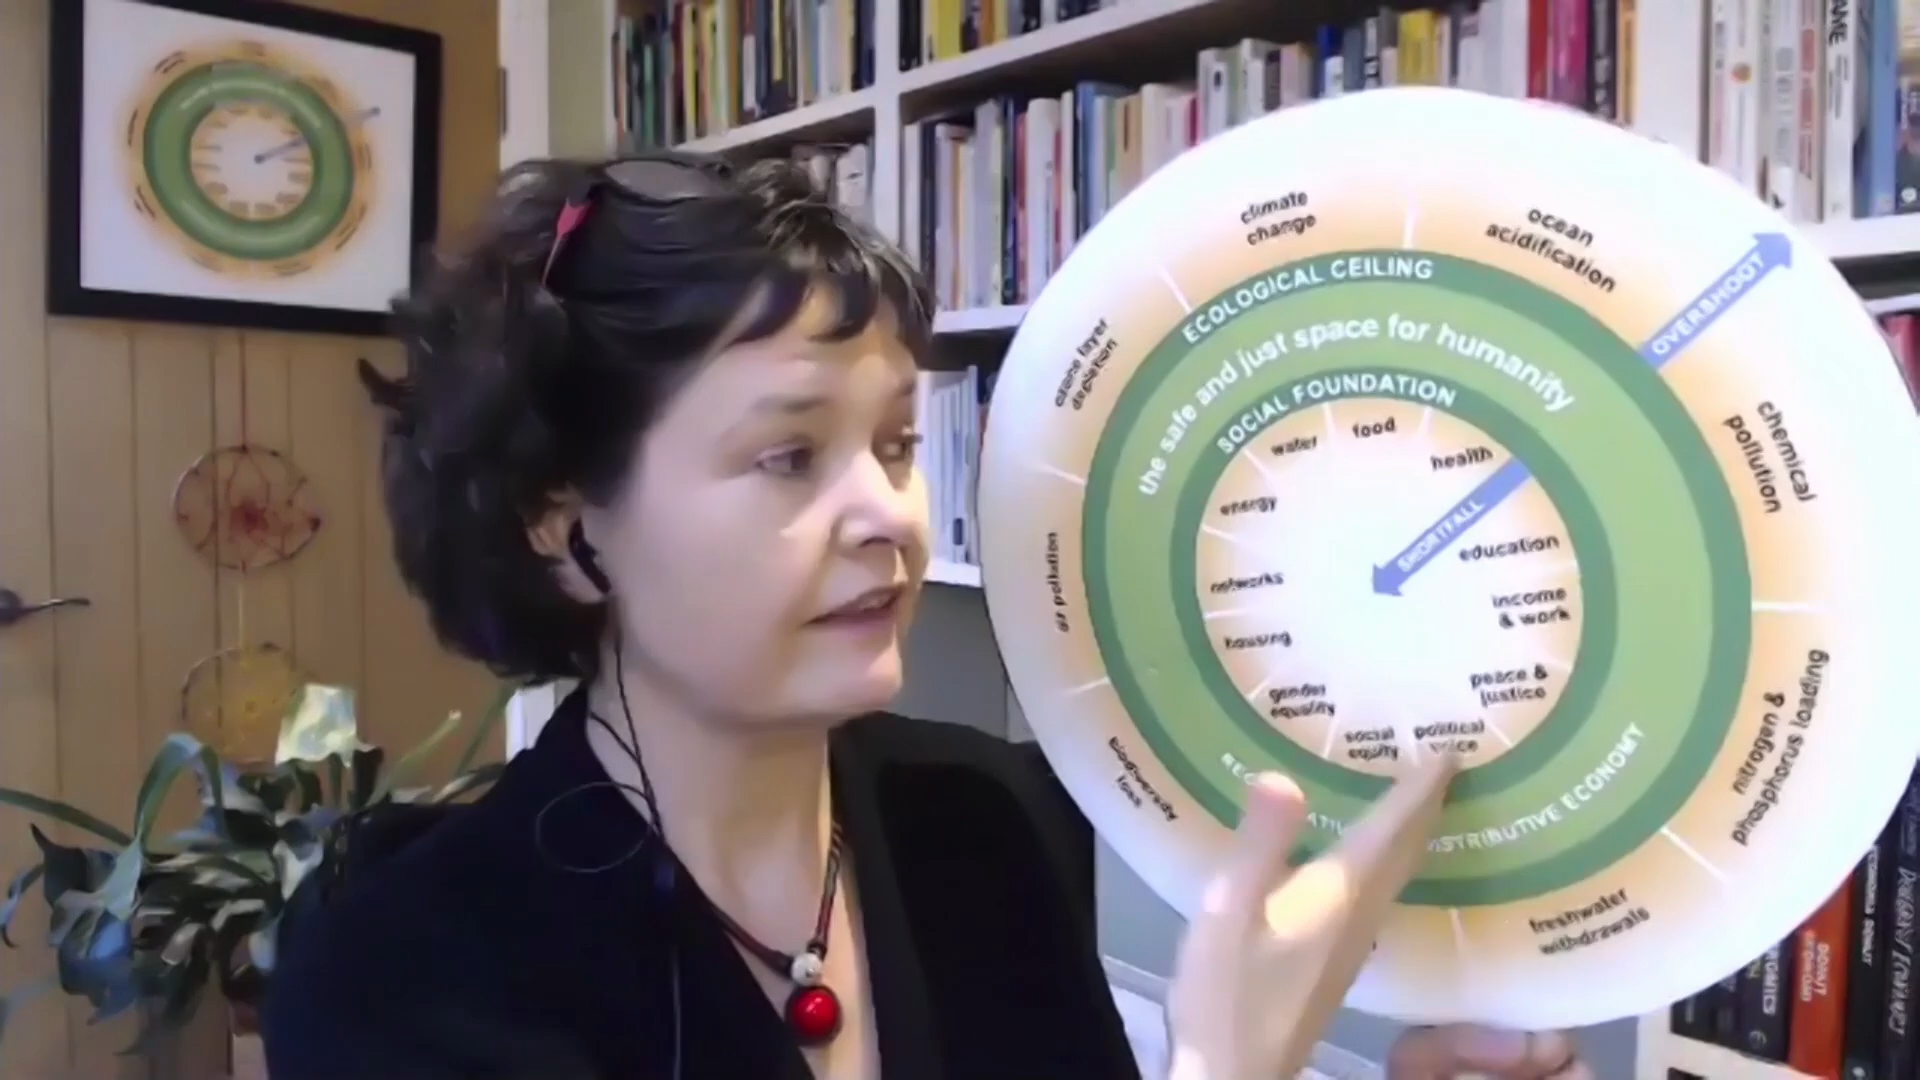 climate
change
ocean
acidification
OVERSHOOT
chemical
pollution
nitrogen &
phosphorus loading
freshwater
withdrawals
biodiversity
loss
air pollution
ozone layer
depletion
ECOLOGICAL CEILING
the safe and just space for humanity
SOCIAL FOUNDATION
water
food
health
SHORTFALL
education
income
& work
peace &
justice
political
voice
social
equity
gender
equality
housing
networks
energy
ECONOMY
DONUT